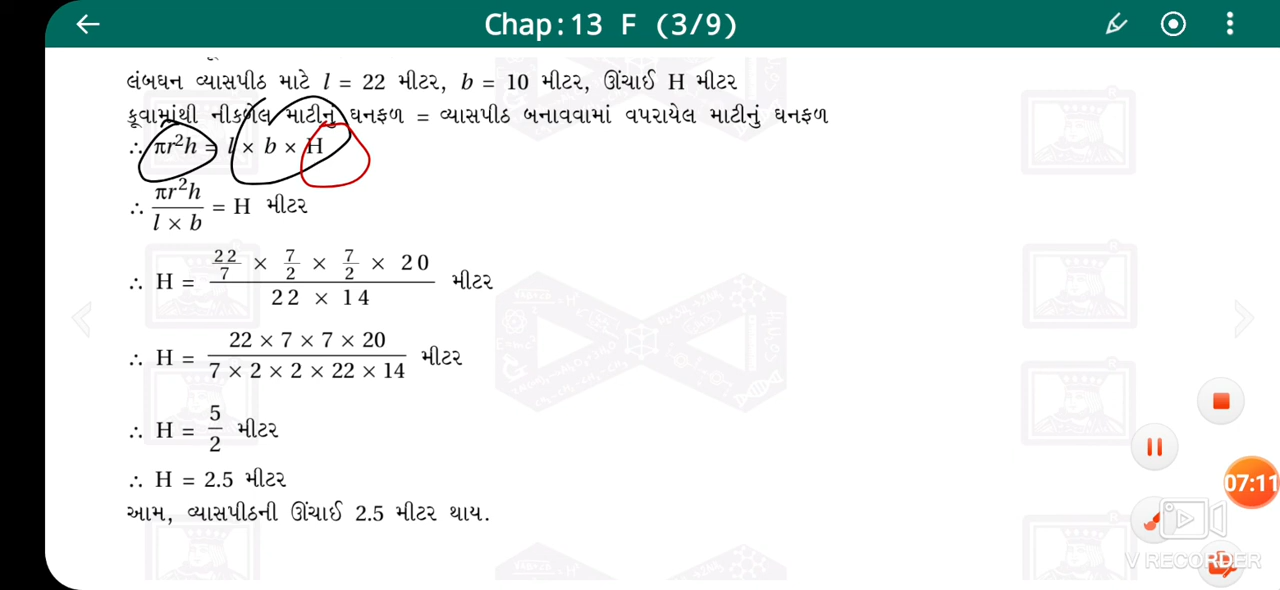 Chap:13 F (3/9)
લંબઘન વ્યાસપીઠ માટે l = 22 મીટર, b = 10 મીટર, ઊંચાઈ H મીટર
કૂવામાંથી નીકળેલ માટીનું ઘનફળ = વ્યાસપીઠ બનાવવામાં વપરાયેલ માટીનું ઘનફળ
∴ πr²h = l × b × H
∴ πr²h / l × b = H મીટર
∴ H = 22/7 × 7/2 × 7/2 × 20 / 22 × 14 મીટર
∴ H = 22 × 7 × 7 × 20 / 7 × 2 × 2 × 22 × 14 મીટર
∴ H = 5/2 મીટર
∴ H = 2.5 મીટર
આમ, વ્યાસપીઠની ઊંચાઈ 2.5 મીટર થાય.
07:11
V RECORDER